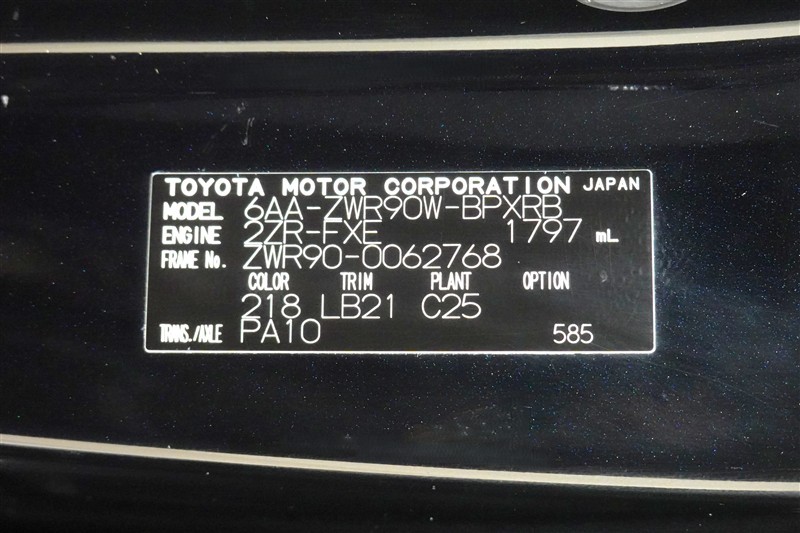 TOYOTA MOTOR CORPORATION JAPAN
MODEL 6AA-ZWR90W-BPXRB
ENGINE 2ZR-FXE 1797 mL
FRAME No. ZWR90-0062768
COLOR TRIM PLANT OPTION
218 LB21 C25
TRANS./AXLE PA10 585